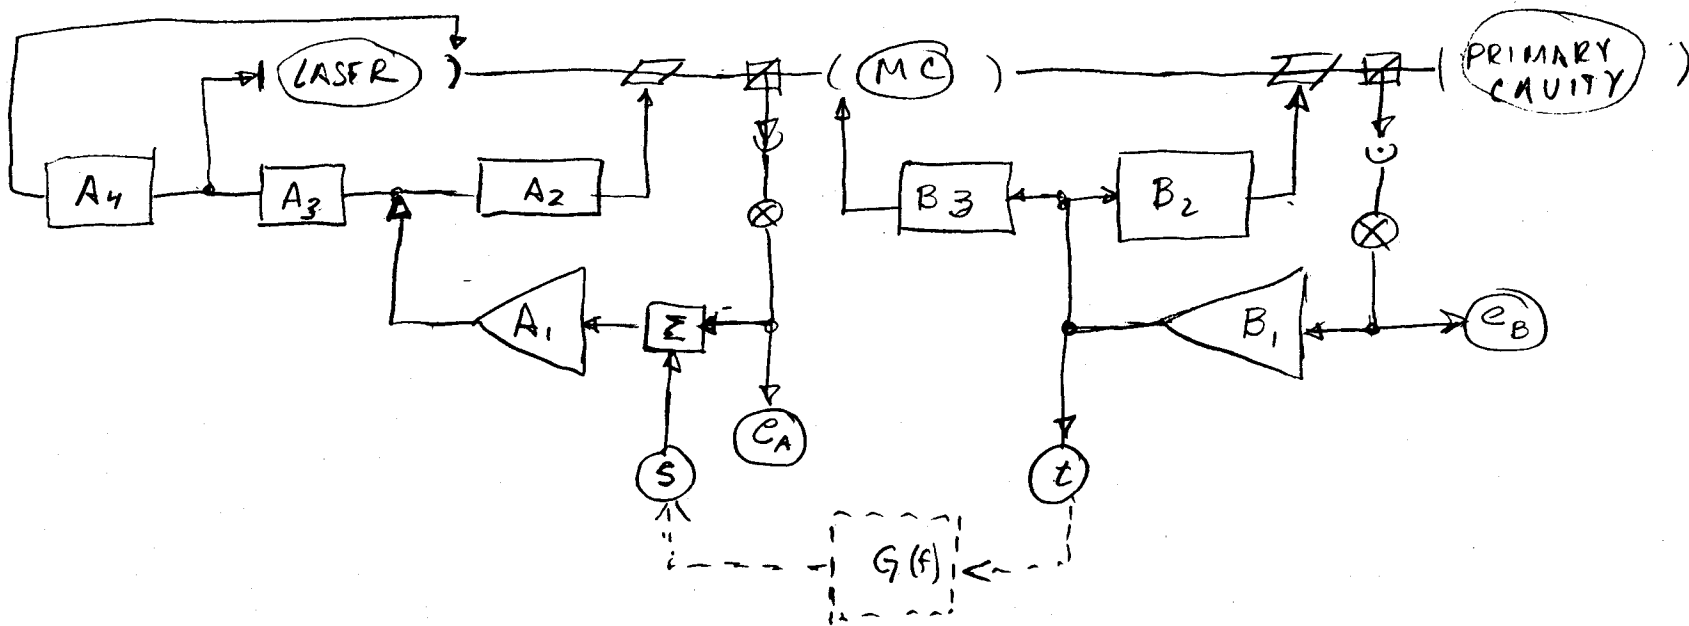 LASER
MC
PRIMARY
CAVITY
A4
A3
A2
B3
B2
A1
Σ
B1
eB
eA
s
t
G(f)